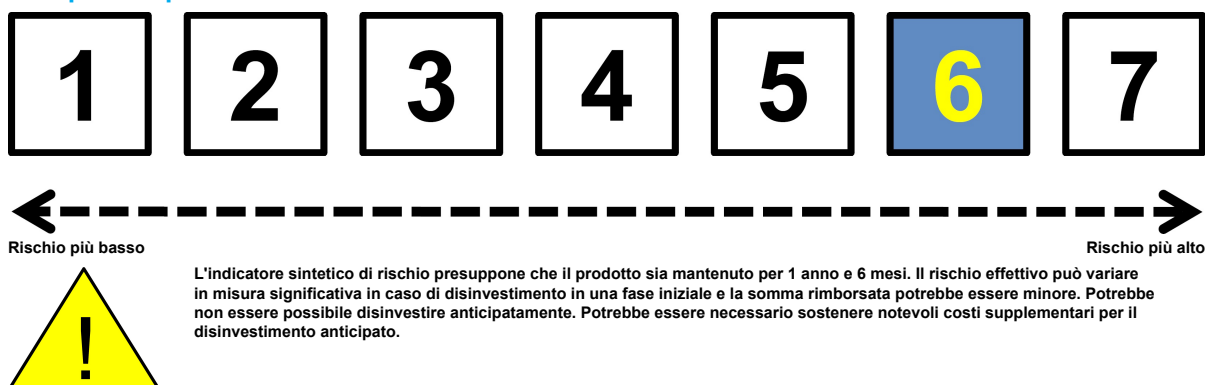 1 2 3 4 5 6 7
Rischio più basso Rischio più alto
L'indicatore sintetico di rischio presuppone che il prodotto sia mantenuto per 1 anno e 6 mesi. Il rischio effettivo può variare
in misura significativa in caso di disinvestimento in una fase iniziale e la somma rimborsata potrebbe essere minore. Potrebbe
non essere possibile disinvestire anticipatamente. Potrebbe essere necessario sostenere notevoli costi supplementari per il
disinvestimento anticipato.
!